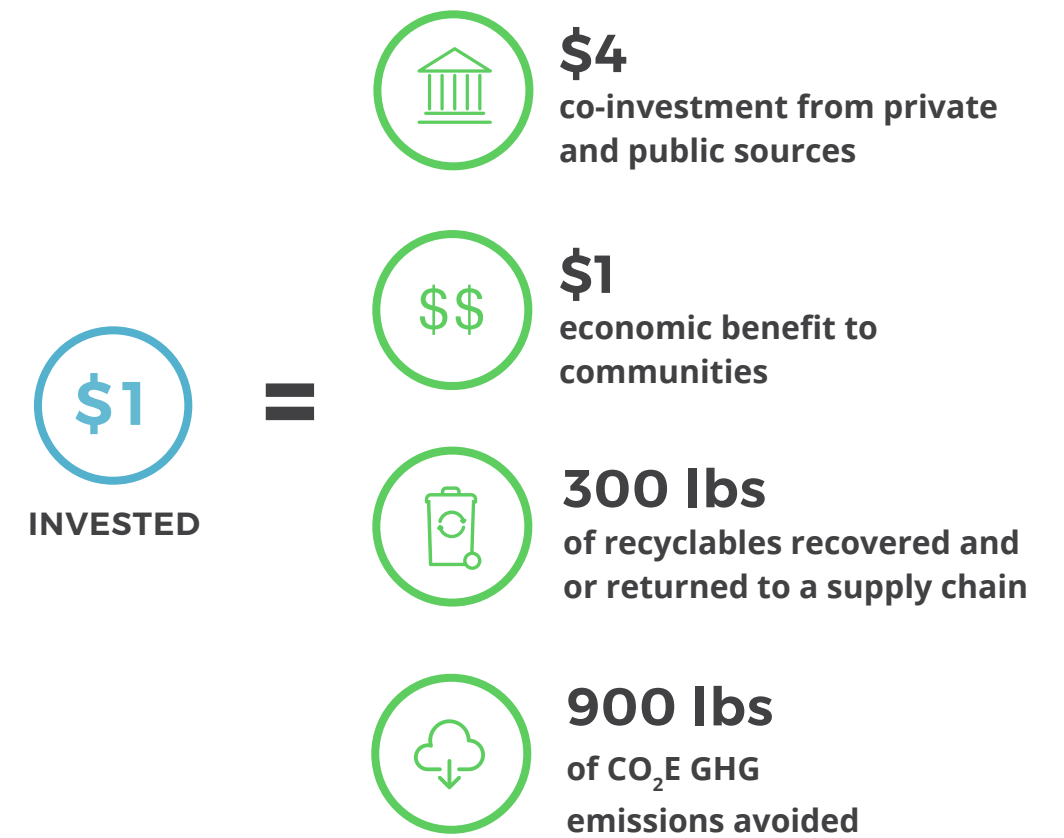 $1
INVESTED
=
$4
co-investment from private
and public sources
$$
$1
economic benefit to
communities
300 lbs
of recyclables recovered and
or returned to a supply chain
900 lbs
of CO₂E GHG
emissions avoided